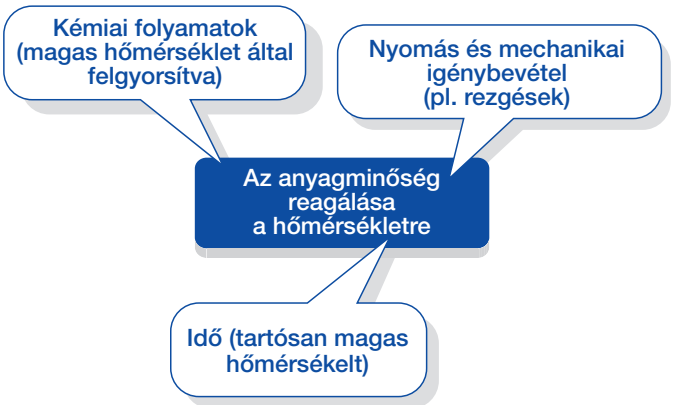 Kémiai folyamatok
(magas hőmérséklet által
felgyorsítva)
Nyomás és mechanikai
igénybevétel
(pl. rezgések)
Az anyagminőség
reagálása
a hőmérsékletre
Idő (tartósan magas
hőmérsékelt)